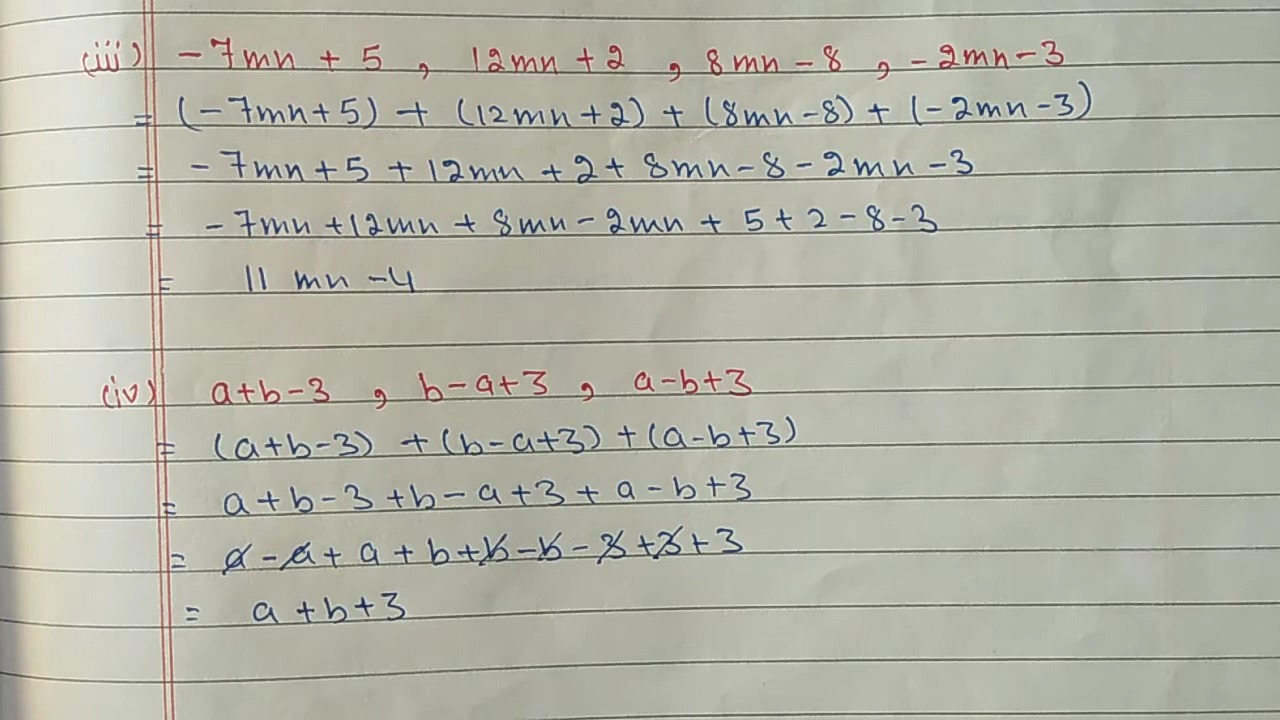 (iii) -7mn + 5 , 12mn + 2 , 8mn - 8 , - 2mn - 3
= (-7mn+5) + (12mn+2) + (8mn-8) + (-2mn-3)
= -7mn + 5 + 12mn + 2 + 8mn - 8 - 2mn - 3
= -7mn + 12mn + 8mn - 2mn + 5 + 2 - 8 - 3
= 11 mn - 4
(iv) a+b-3 , b-a+3 , a-b+3
= (a+b-3) + (b-a+3) + (a-b+3)
= a + b - 3 + b - a + 3 + a - b + 3
= a - a + a + b + b - b - 3 + 3 + 3
= a + b + 3